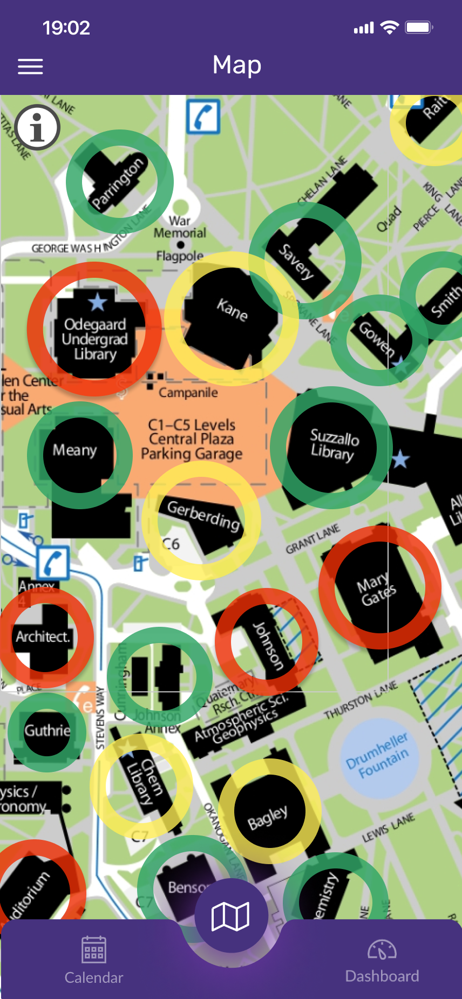 19:02
Map
LANE
TITAS LANE
LANE
Rait
Parrington
CHELAN LANE
KING LANE
PIERCE LANE
Quad
War
Memorial
Flagpole
GEORGE WASHINGTON LANE
Savery
Smith
SPOKANE LANE
Kane
Gowen
Odegaard
Undergrad
Library
len Center
r the
sual Arts
Campanile
C1–C5 Levels
Central Plaza
Parking Garage
Meany
Suzzallo
Library
All
Li
Gerberding
C6
GRANT LANE
Mary
Gates
Annex
4
Architect.
PLACE
Johnson
Cunningham
Quaternary
Rsch. Ctr.
Johnson
Annex
Atmospheric Sci.
Geophysics
THURSTON LANE
e
STEVENS WAY
Guthrie
Drumheller
Fountain
Chem
Library
ysics /
ronomy
Bagley
OKANOGAN LANE
LEWIS LANE
C7
Benson
C7
ditorium
emistry
NE
ANE
Calendar
Dashboard